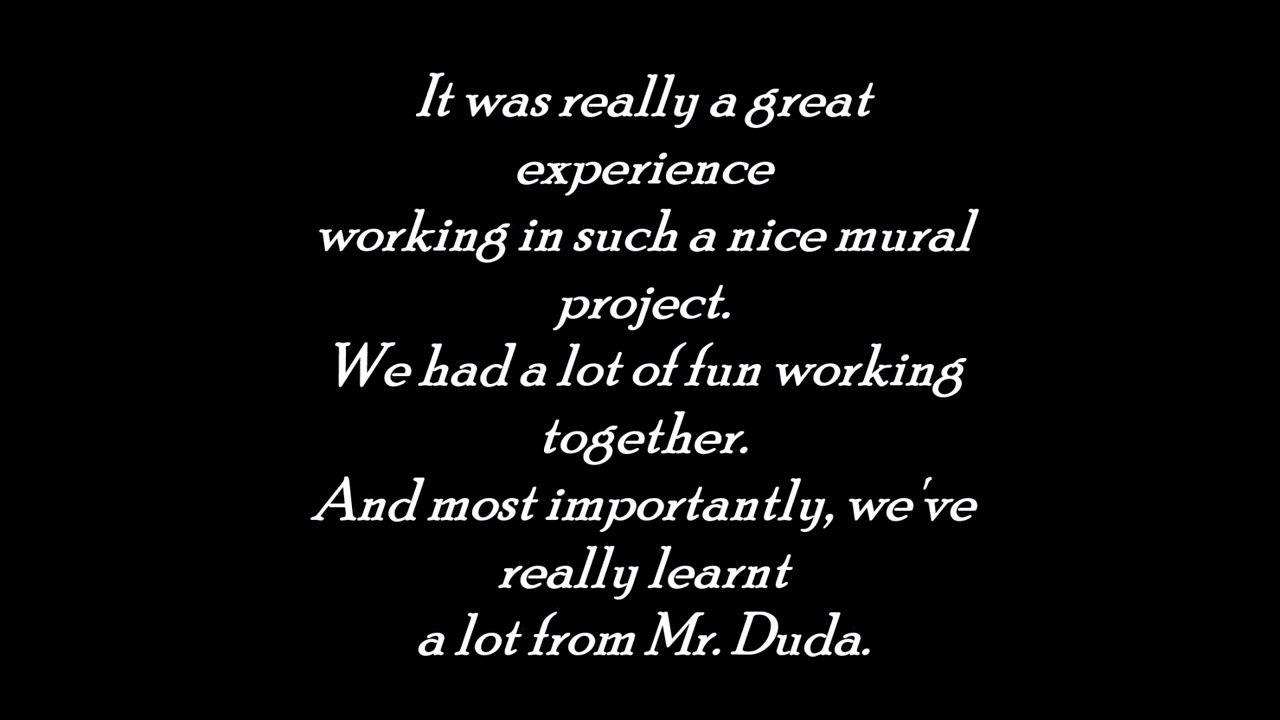 It was really a great
experience
working in such a nice mural
project.
We had a lot of fun working
together.
And most importantly, we've
really learnt
a lot from Mr. Duda.